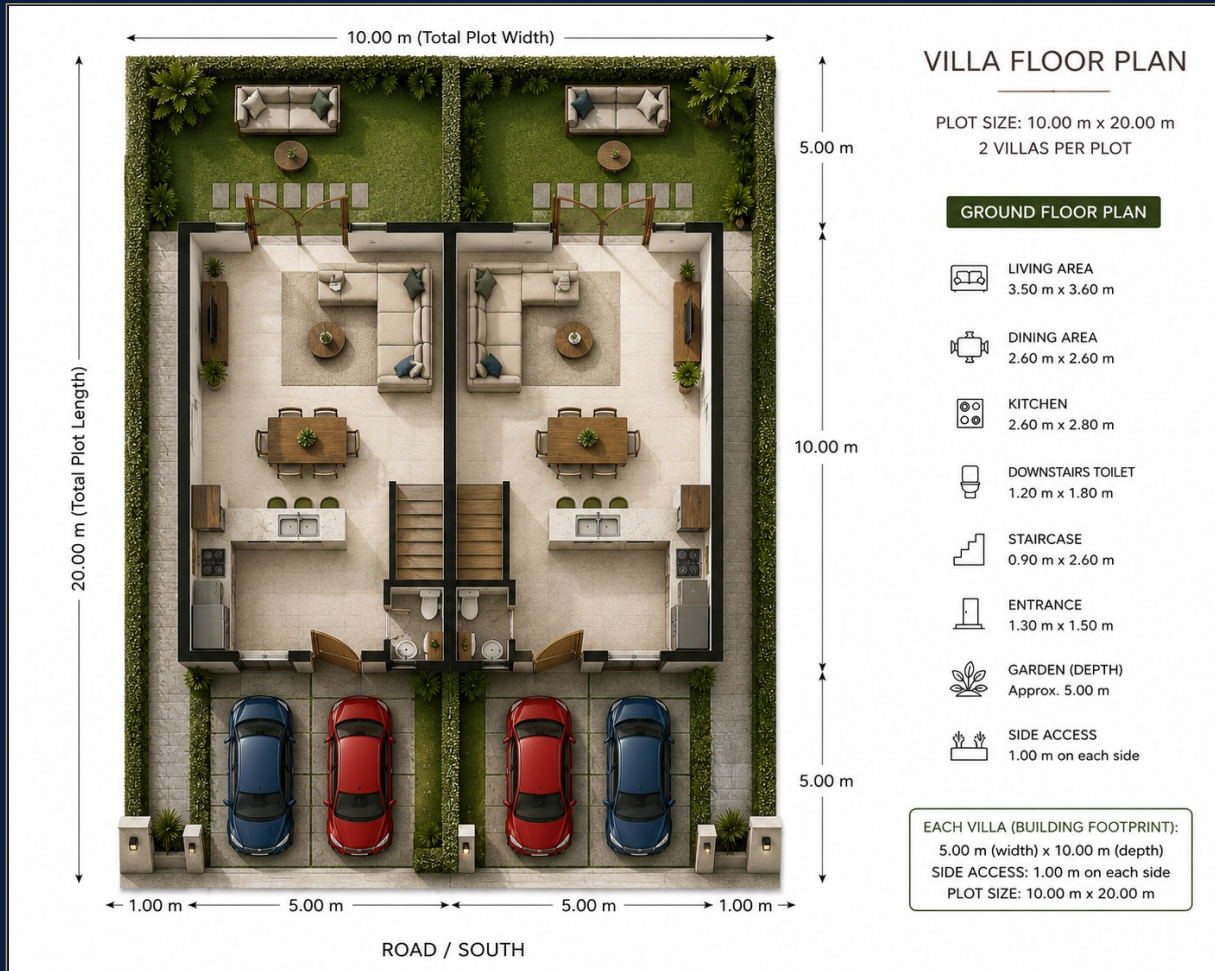 10.00 m (Total Plot Width)
VILLA FLOOR PLAN
PLOT SIZE: 10.00 m x 20.00 m
2 VILLAS PER PLOT
GROUND FLOOR PLAN
LIVING AREA
3.50 m x 3.60 m
DINING AREA
2.60 m x 2.60 m
KITCHEN
2.60 m x 2.80 m
DOWNSTAIRS TOILET
1.20 m x 1.80 m
STAIRCASE
0.90 m x 2.60 m
ENTRANCE
1.30 m x 1.50 m
GARDEN (DEPTH)
Approx. 5.00 m
SIDE ACCESS
1.00 m on each side
EACH VILLA (BUILDING FOOTPRINT):
5.00 m (width) x 10.00 m (depth)
SIDE ACCESS: 1.00 m on each side
PLOT SIZE: 10.00 m x 20.00 m
5.00 m
10.00 m
5.00 m
20.00 m (Total Plot Length)
1.00 m
5.00 m
5.00 m
1.00 m
ROAD / SOUTH